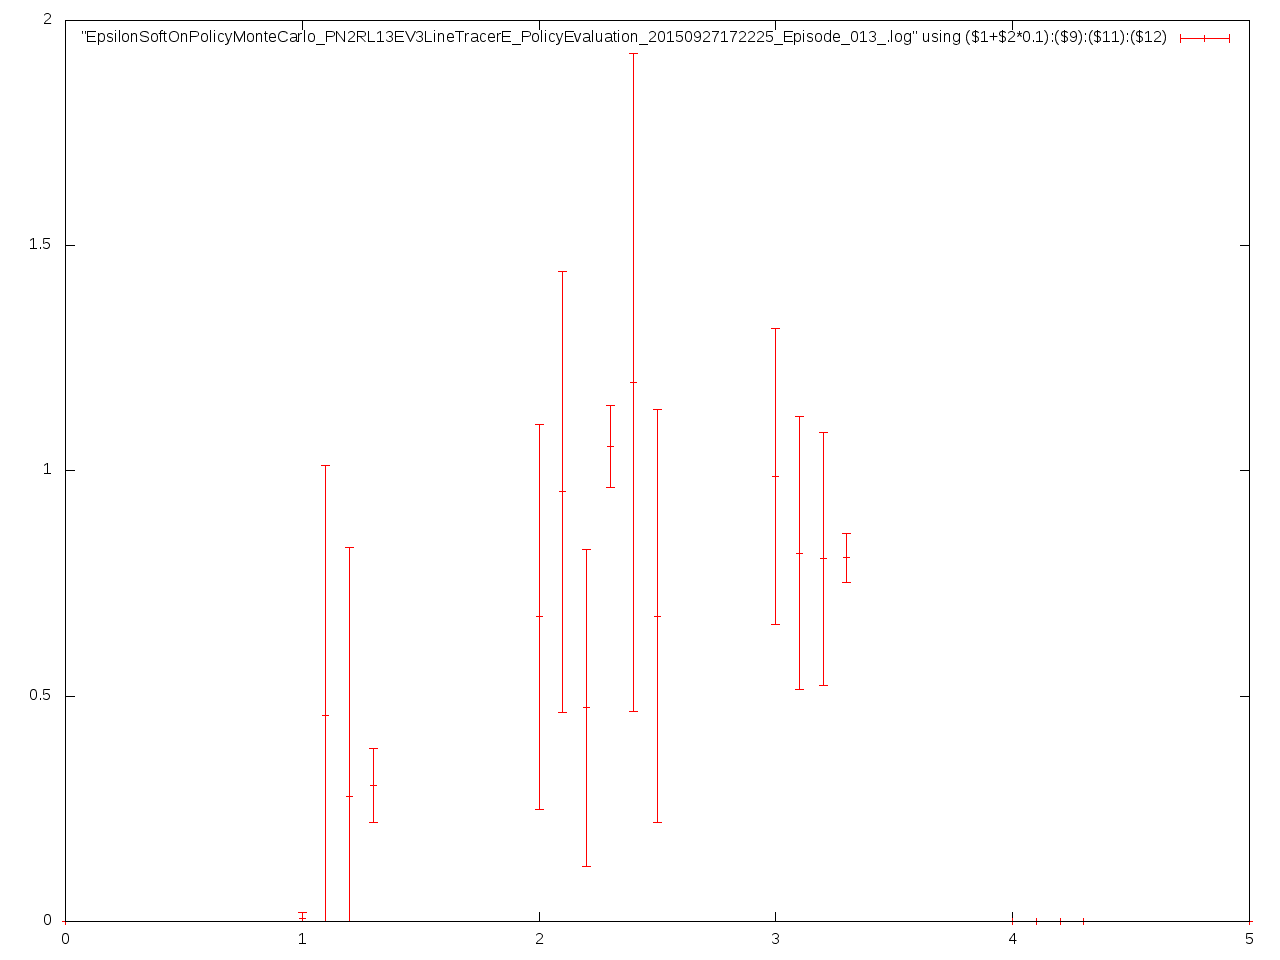 2
"EpsilonSoftOnPolicyMonteCarlo_PN2RL13EV3LineTracerE_PolicyEvaluation_20150927172225_Episode_013_.log" using ($1+$2*0.1):($9):($11):($12)
1.5
1
0.5
0
0 1 2 3 4 5